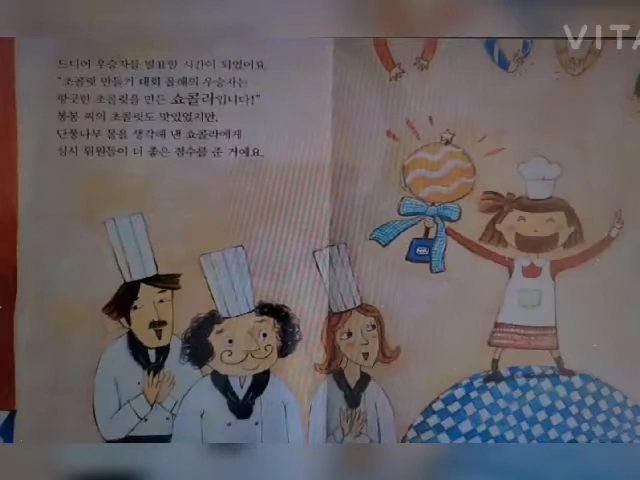 VITA
드디어 우승자를 발표할 시간이 되었어요.
"초콜릿 만들기 대회 올해의 우승자는
향긋한 초콜릿을 만든 쇼콜라입니다!"
봉봉 씨의 초콜릿도 맛있었지만,
단풍나무 꿀을 생각해 낸 쇼콜라에게
심사 위원들이 더 좋은 점수를 준 거예요.